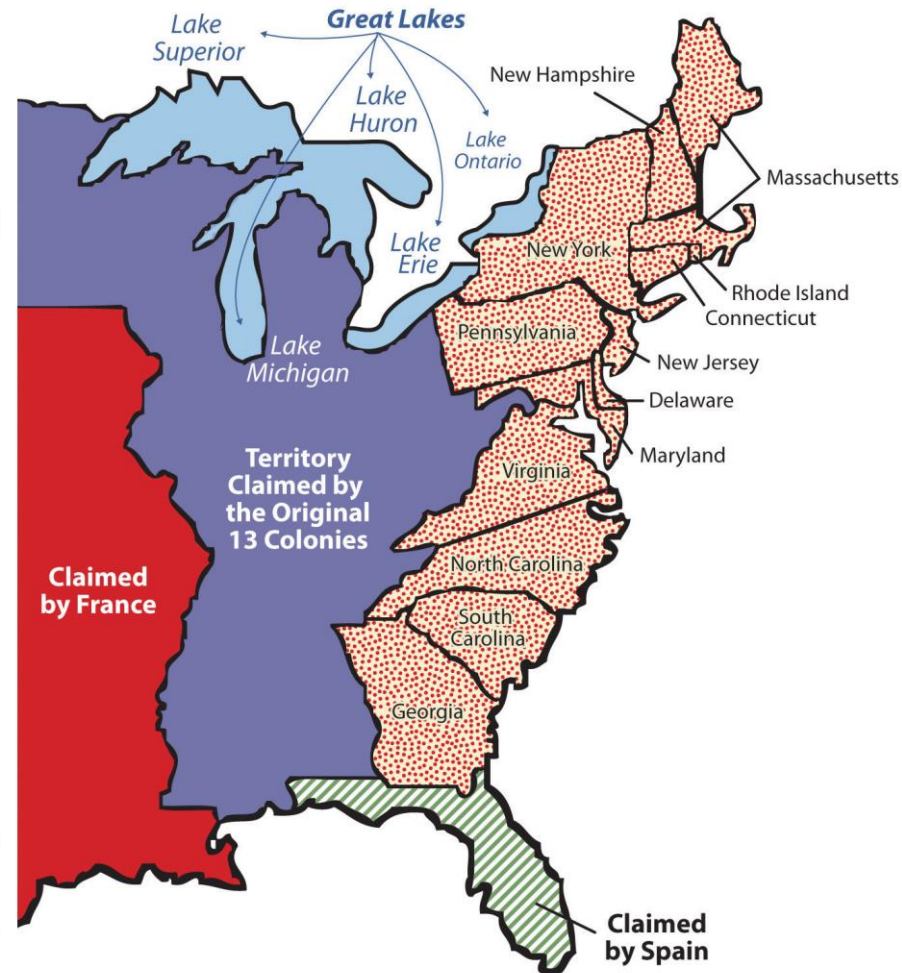 Great Lakes
Lake
Superior
Lake
Huron
Lake
Ontario
Lake
Erie
Lake
Michigan
New Hampshire
Massachusetts
New York
Rhode Island
Connecticut
Pennsylvania
New Jersey
Delaware
Maryland
Virginia
Territory
Claimed by
the Original
13 Colonies
North Carolina
Claimed
by France
South
Carolina
Georgia
Claimed
by Spain